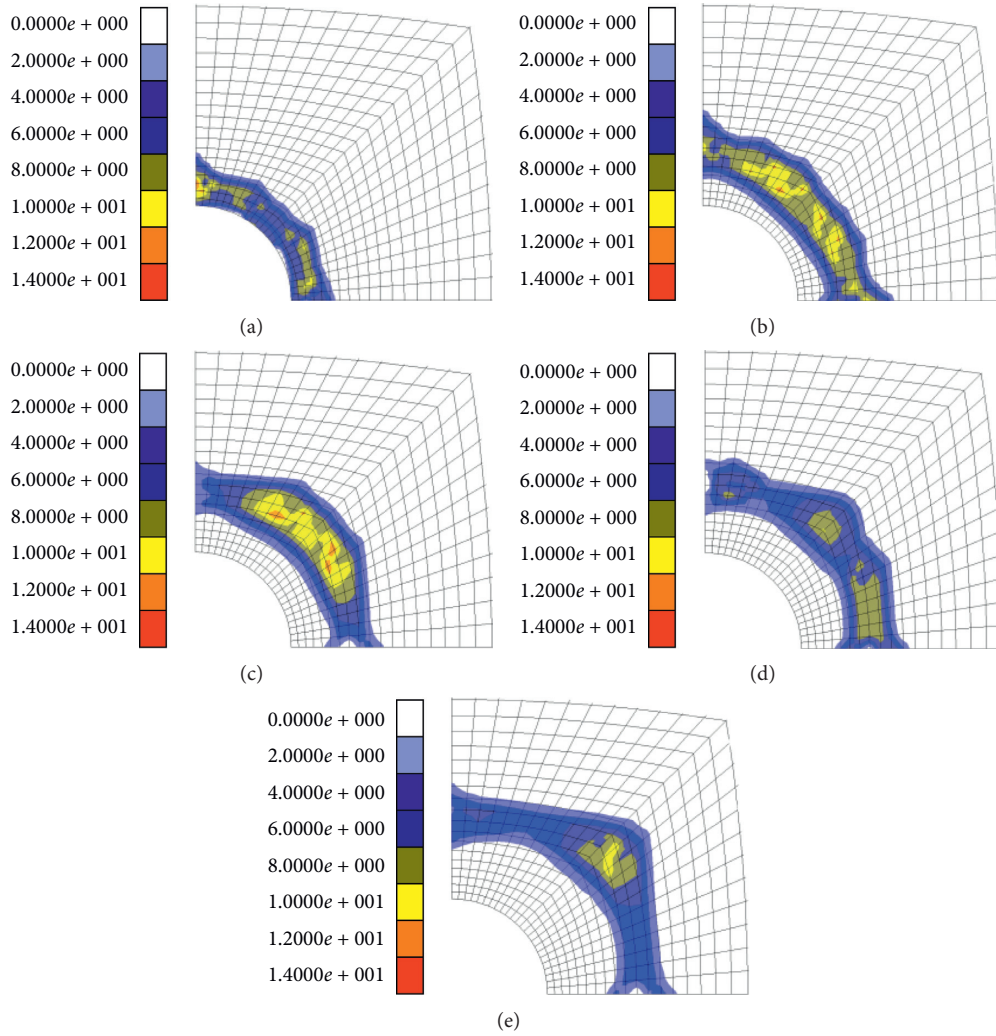 0.0000e + 000
2.0000e + 000
4.0000e + 000
6.0000e + 000
8.0000e + 000
1.0000e + 001
1.2000e + 001
1.4000e + 001
(a)
0.0000e + 000
2.0000e + 000
4.0000e + 000
6.0000e + 000
8.0000e + 000
1.0000e + 001
1.2000e + 001
1.4000e + 001
(b)
0.0000e + 000
2.0000e + 000
4.0000e + 000
6.0000e + 000
8.0000e + 000
1.0000e + 001
1.2000e + 001
1.4000e + 001
(c)
0.0000e + 000
2.0000e + 000
4.0000e + 000
6.0000e + 000
8.0000e + 000
1.0000e + 001
1.2000e + 001
1.4000e + 001
(d)
0.0000e + 000
2.0000e + 000
4.0000e + 000
6.0000e + 000
8.0000e + 000
1.0000e + 001
1.2000e + 001
1.4000e + 001
(e)